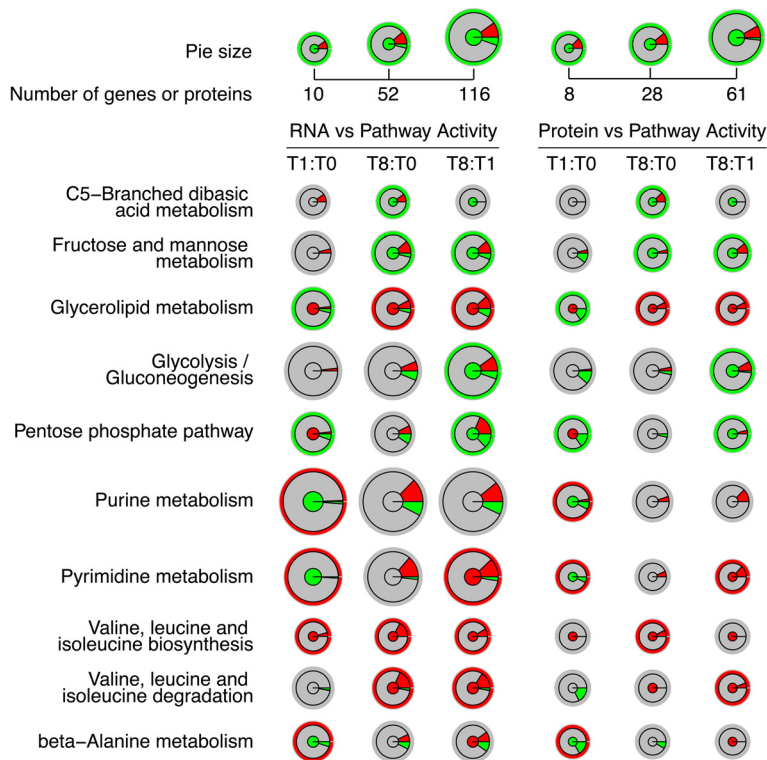 Pie size
Number of genes or proteins 10 52 116 8 28 61
RNA vs Pathway Activity Protein vs Pathway Activity
T1:T0 T8:T0 T8:T1 T1:T0 T8:T0 T8:T1
C5−Branched dibasic
acid metabolism
Fructose and mannose
metabolism
Glycerolipid metabolism
Glycolysis /
Gluconeogenesis
Pentose phosphate pathway
Purine metabolism
Pyrimidine metabolism
Valine, leucine and
isoleucine biosynthesis
Valine, leucine and
isoleucine degradation
beta−Alanine metabolism